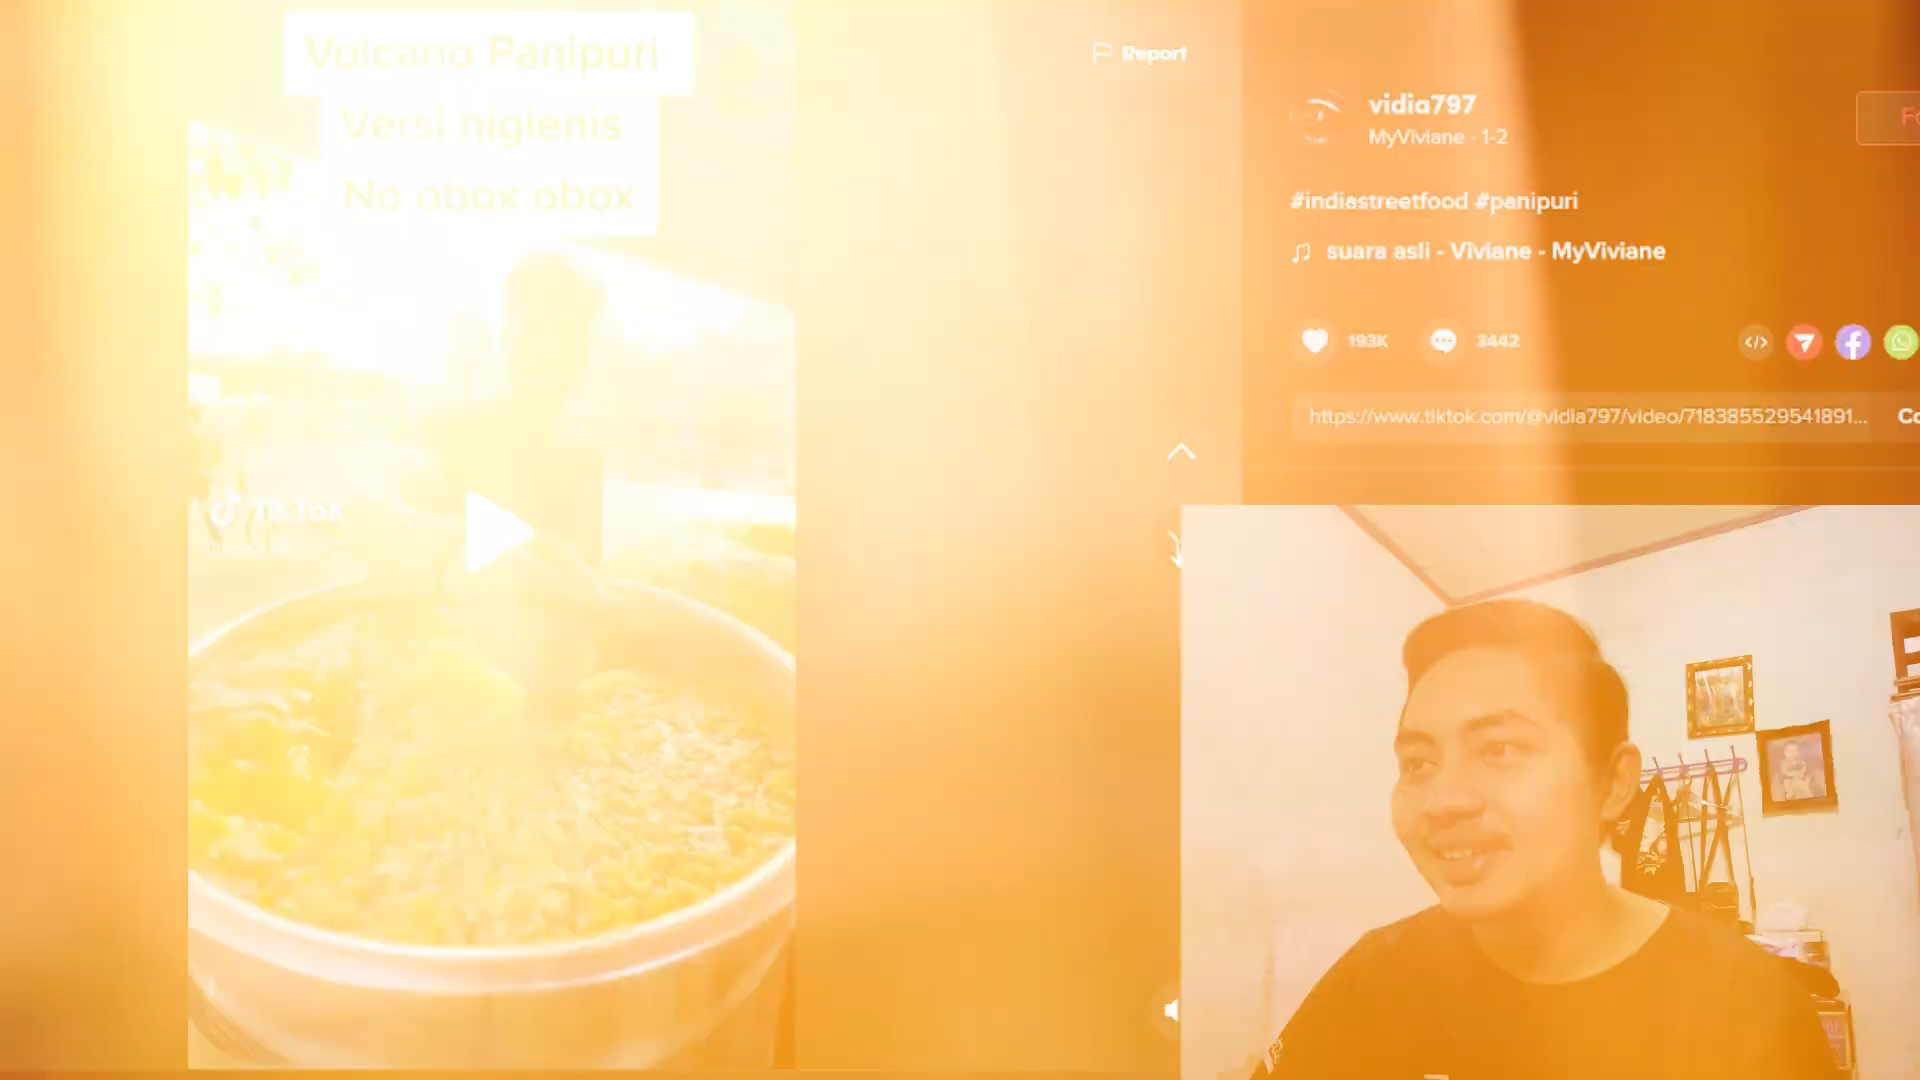 Volcano Panipuri
Versi higienis
No obox obox
TikTok
Report
vidia797
MyViviane · 1-2
#indiastreetfood #panipuri
suara asli - Viviane - MyViviane
193K
3442
https://www.tiktok.com/@vidia797/video/718385529541891...